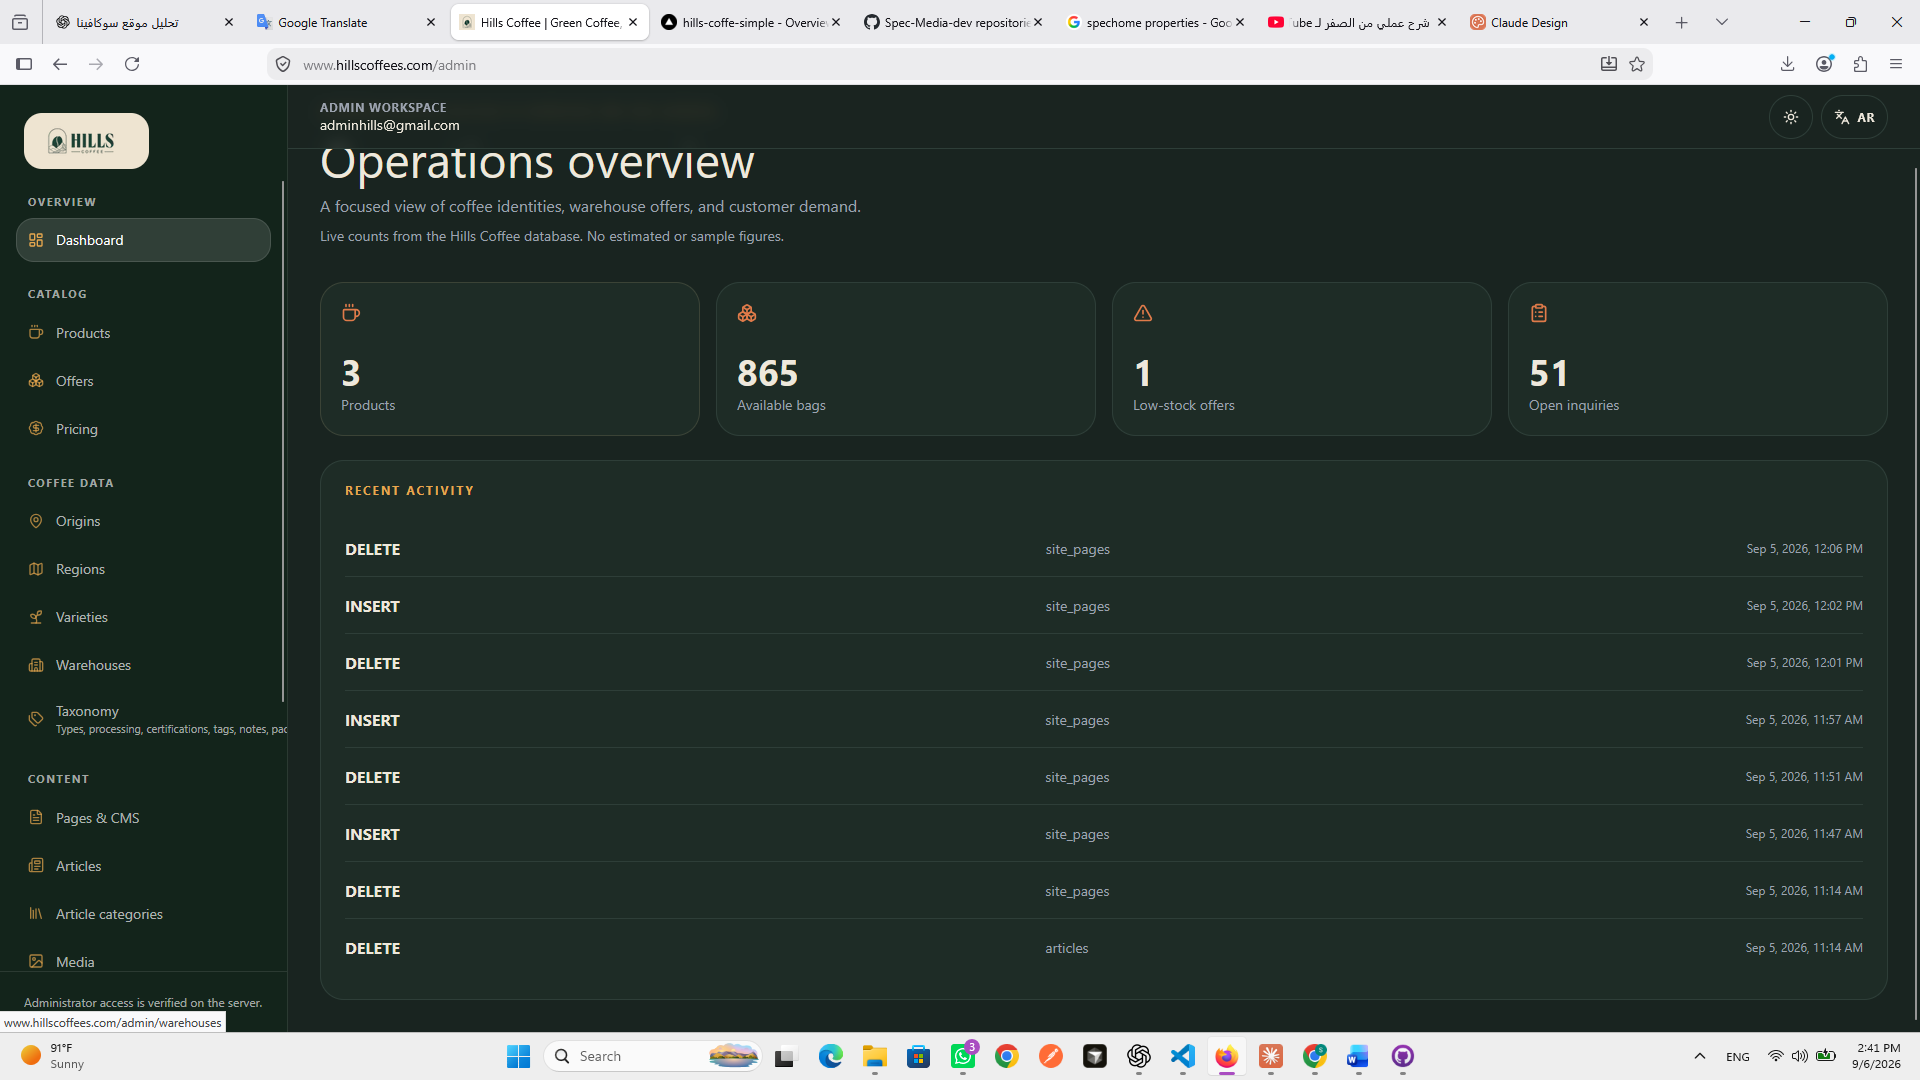 تحليل موقع سوكافينا
Google Translate
Hills Coffee | Green Coffee,
hills-coffe-simple - Overview
Spec-Media-dev repositorie
spechome properties - Goo
شرح عملي من الصفر لـ
Claude Design
www.hillscoffees.com/admin
HILLS
COFFEE
ADMIN WORKSPACE
adminhills@gmail.com
AR
OVERVIEW
Dashboard
CATALOG
Products
Offers
Pricing
COFFEE DATA
Origins
Regions
Varieties
Warehouses
Taxonomy
Types, processing, certifications, tags, notes, pac
CONTENT
Pages & CMS
Articles
Article categories
Media
Administrator access is verified on the server.
www.hillscoffees.com/admin/warehouses
Operations overview
A focused view of coffee identities, warehouse offers, and customer demand.
Live counts from the Hills Coffee database. No estimated or sample figures.
3
Products
865
Available bags
1
Low-stock offers
51
Open inquiries
RECENT ACTIVITY
DELETE site_pages Sep 5, 2026, 12:06 PM
INSERT site_pages Sep 5, 2026, 12:02 PM
DELETE site_pages Sep 5, 2026, 12:01 PM
INSERT site_pages Sep 5, 2026, 11:57 AM
DELETE site_pages Sep 5, 2026, 11:51 AM
INSERT site_pages Sep 5, 2026, 11:47 AM
DELETE site_pages Sep 5, 2026, 11:14 AM
DELETE articles Sep 5, 2026, 11:14 AM
91°F
Sunny
Search
3
ENG
2:41 PM
9/6/2026